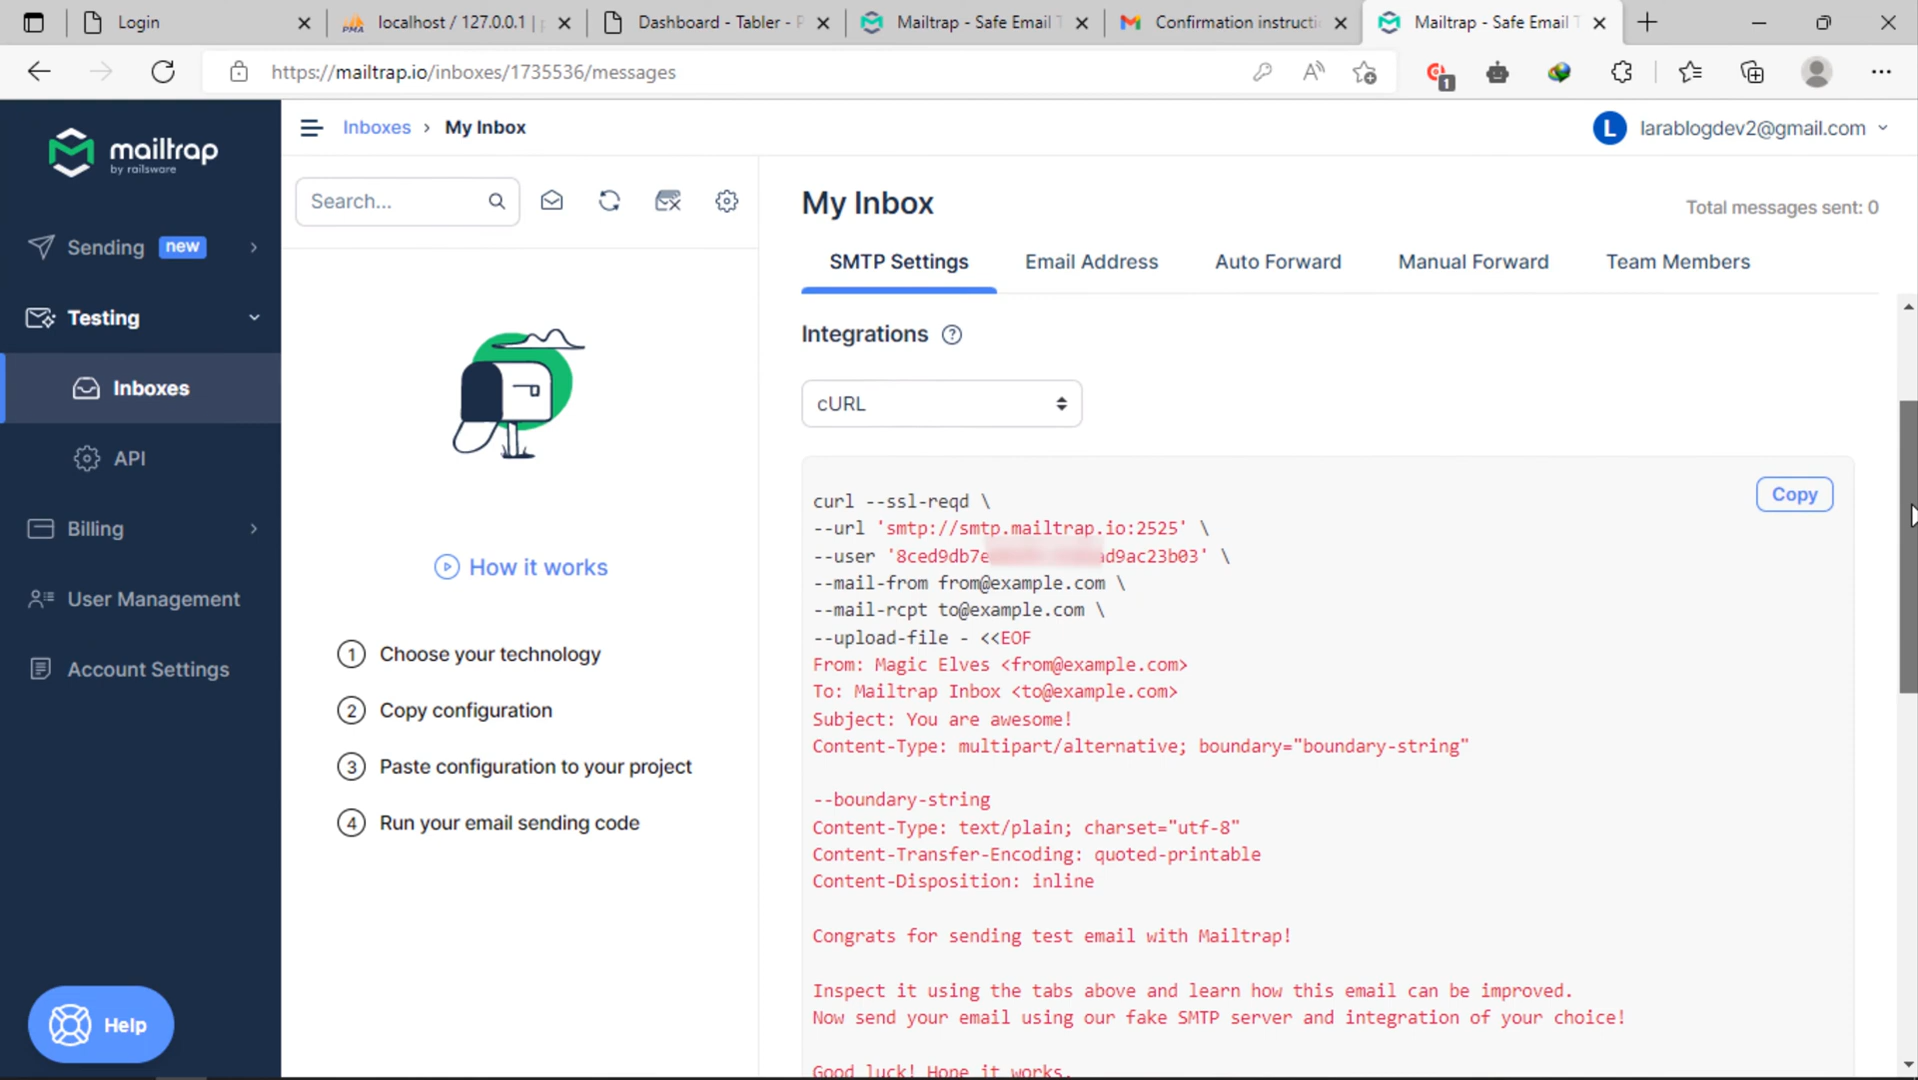 Login
localhost / 127.0.0.1 | p
Dashboard - Tabler - P
Mailtrap - Safe Email T
Confirmation instructi
Mailtrap - Safe Email T
https://mailtrap.io/inboxes/1735536/messages
1
mailtrap
by railsware
Inboxes › My Inbox
L larablogdev2@gmail.com
Search...
My Inbox
Total messages sent: 0
Sending new
SMTP Settings Email Address Auto Forward Manual Forward Team Members
Testing
Integrations ?
Inboxes
cURL
API
Copy
curl --ssl-reqd \
--url 'smtp://smtp.mailtrap.io:2525' \
--user '8ced9db7e ad9ac23b03' \
--mail-from from@example.com \
--mail-rcpt to@example.com \
--upload-file - <<EOF
From: Magic Elves <from@example.com>
To: Mailtrap Inbox <to@example.com>
Subject: You are awesome!
Content-Type: multipart/alternative; boundary="boundary-string"
--boundary-string
Content-Type: text/plain; charset="utf-8"
Content-Transfer-Encoding: quoted-printable
Content-Disposition: inline
Congrats for sending test email with Mailtrap!
Inspect it using the tabs above and learn how this email can be improved.
Now send your email using our fake SMTP server and integration of your choice!
Good luck! Hope it works.
Billing
How it works
User Management
1 Choose your technology
Account Settings
2 Copy configuration
3 Paste configuration to your project
4 Run your email sending code
Help